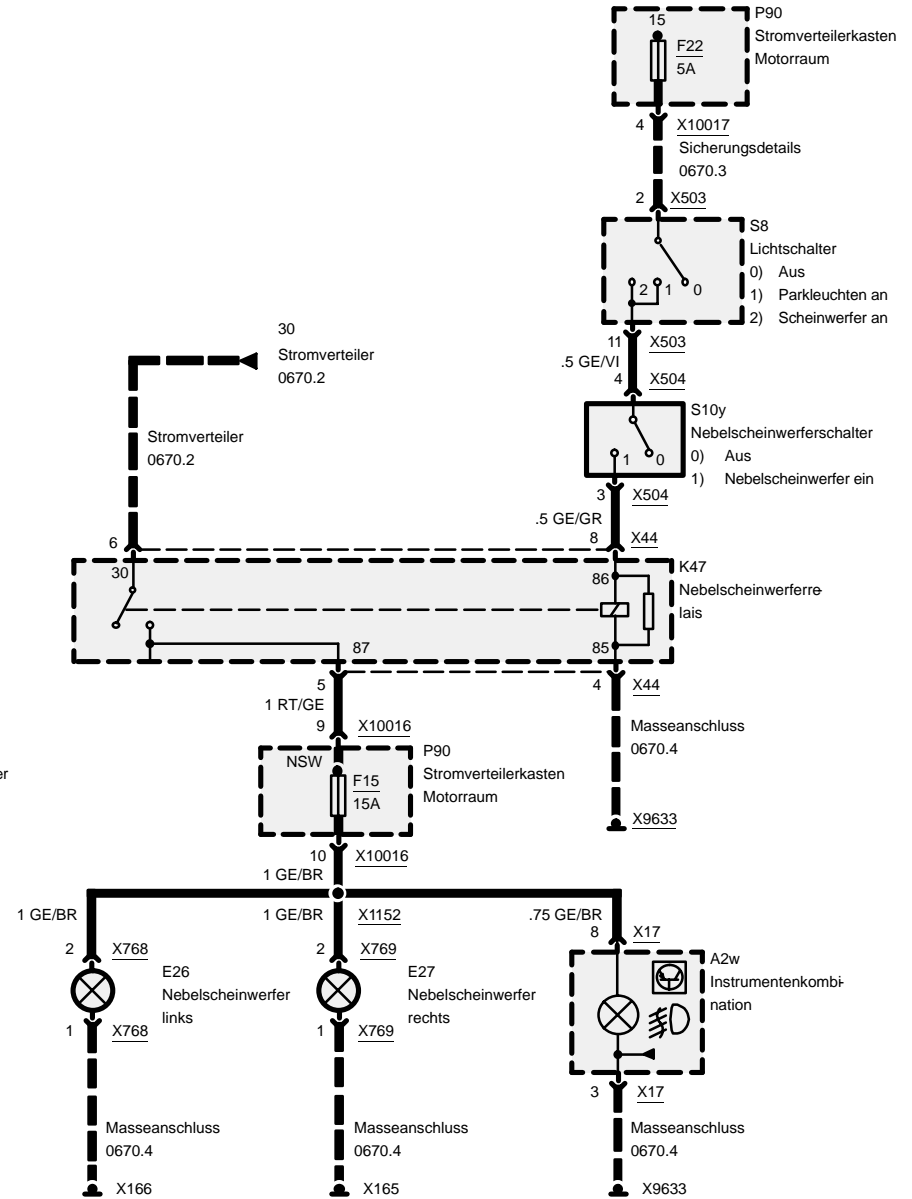 P90
15
Stromverteilerkasten
F22
Motorraum
5A
4 X10017
Sicherungsdetails
0670.3
2 X503
S8
Lichtschalter
0) Aus
2 1 0
1) Parkleuchten an
2) Scheinwerfer an
30
11 X503
Stromverteiler
.5 GE/VI
0670.2
4 X504
S10y
Stromverteiler
Nebelscheinwerferschalter
0670.2
0) Aus
1 0
1) Nebelscheinwerfer ein
3 X504
.5 GE/GR
6
8 X44
30
86
K47
Nebelscheinwerferre-
lais
87
85
5
4 X44
1 RT/GE
9 X10016
Masseanschluss
0670.4
NSW
P90
er
F15
Stromverteilerkasten
15A
Motorraum
X9633
10 X10016
1 GE/BR
1 GE/BR
1 GE/BR X1152
.75 GE/BR
8 X17
2 X768
2 X769
E26
Nebelscheinwerfer
links
E27
Nebelscheinwerfer
rechts
A2w
Instrumentenkombi-
nation
1 X768
1 X769
3 X17
Masseanschluss
0670.4
Masseanschluss
0670.4
Masseanschluss
0670.4
X166
X165
X9633